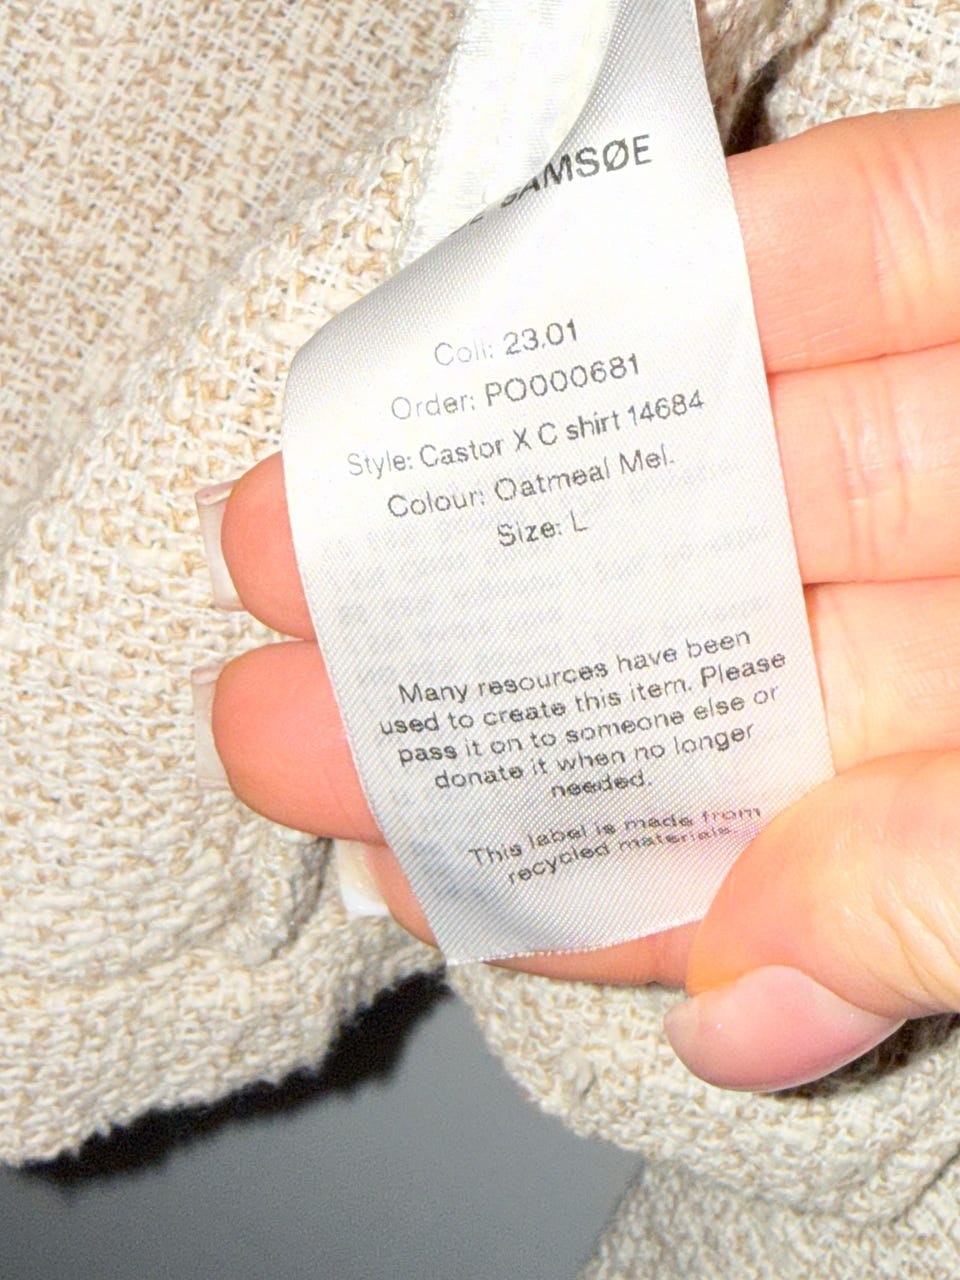 SAMSØE
Coll: 23.01
Order: PO000681
Style: Castor X C shirt 14684
Colour: Oatmeal Mel.
Size: L
Many resources have been
used to create this item. Please
pass it on to someone else or
donate it when no longer
needed.
This label is made from
recycled materials.